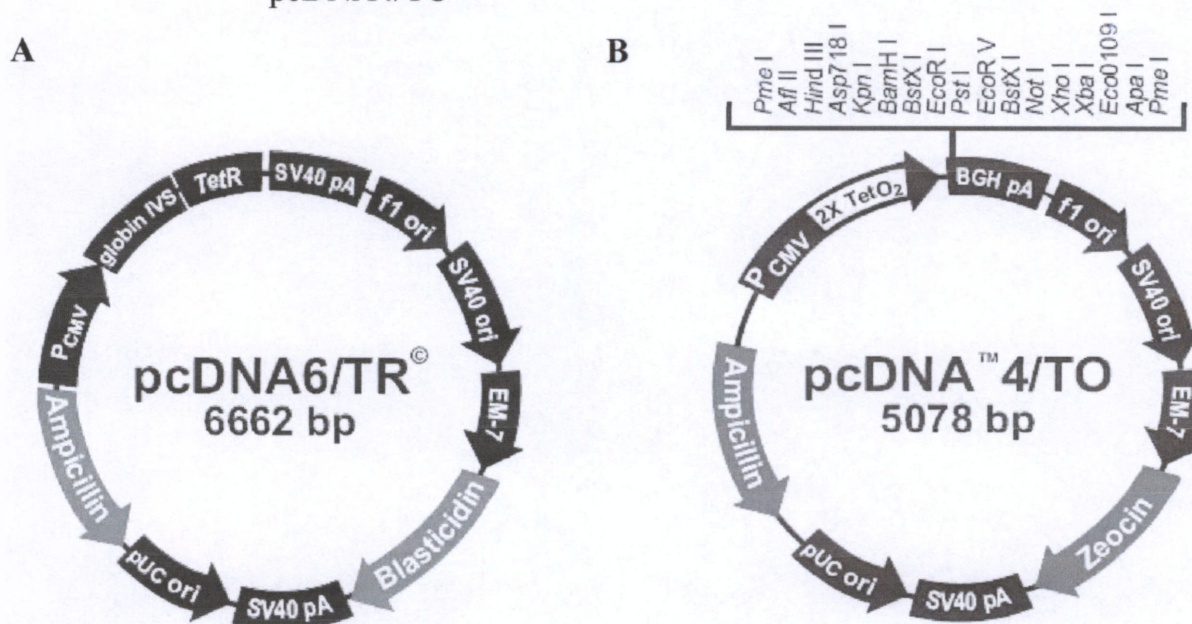 A
B
Pme I
Afl II
Hind III
Asp718 I
Kpn I
BamH I
BstX I
EcoR I
Pst I
EcoR V
BstX I
Not I
Xho I
Xba I
Eco0109 I
Apa I
Pme I
PCMV
globin IVS
TetR
SV40 pA
f1 ori
SV40 ori
EM-7
Blasticidin
SV40 pA
pUC ori
Ampicillin
pcDNA6/TR©
6662 bp
PCMV
2X TetO2
BGH pA
f1 ori
SV40 ori
EM-7
Zeocin
SV40 pA
pUC ori
Ampicillin
pcDNA™4/TO
5078 bp